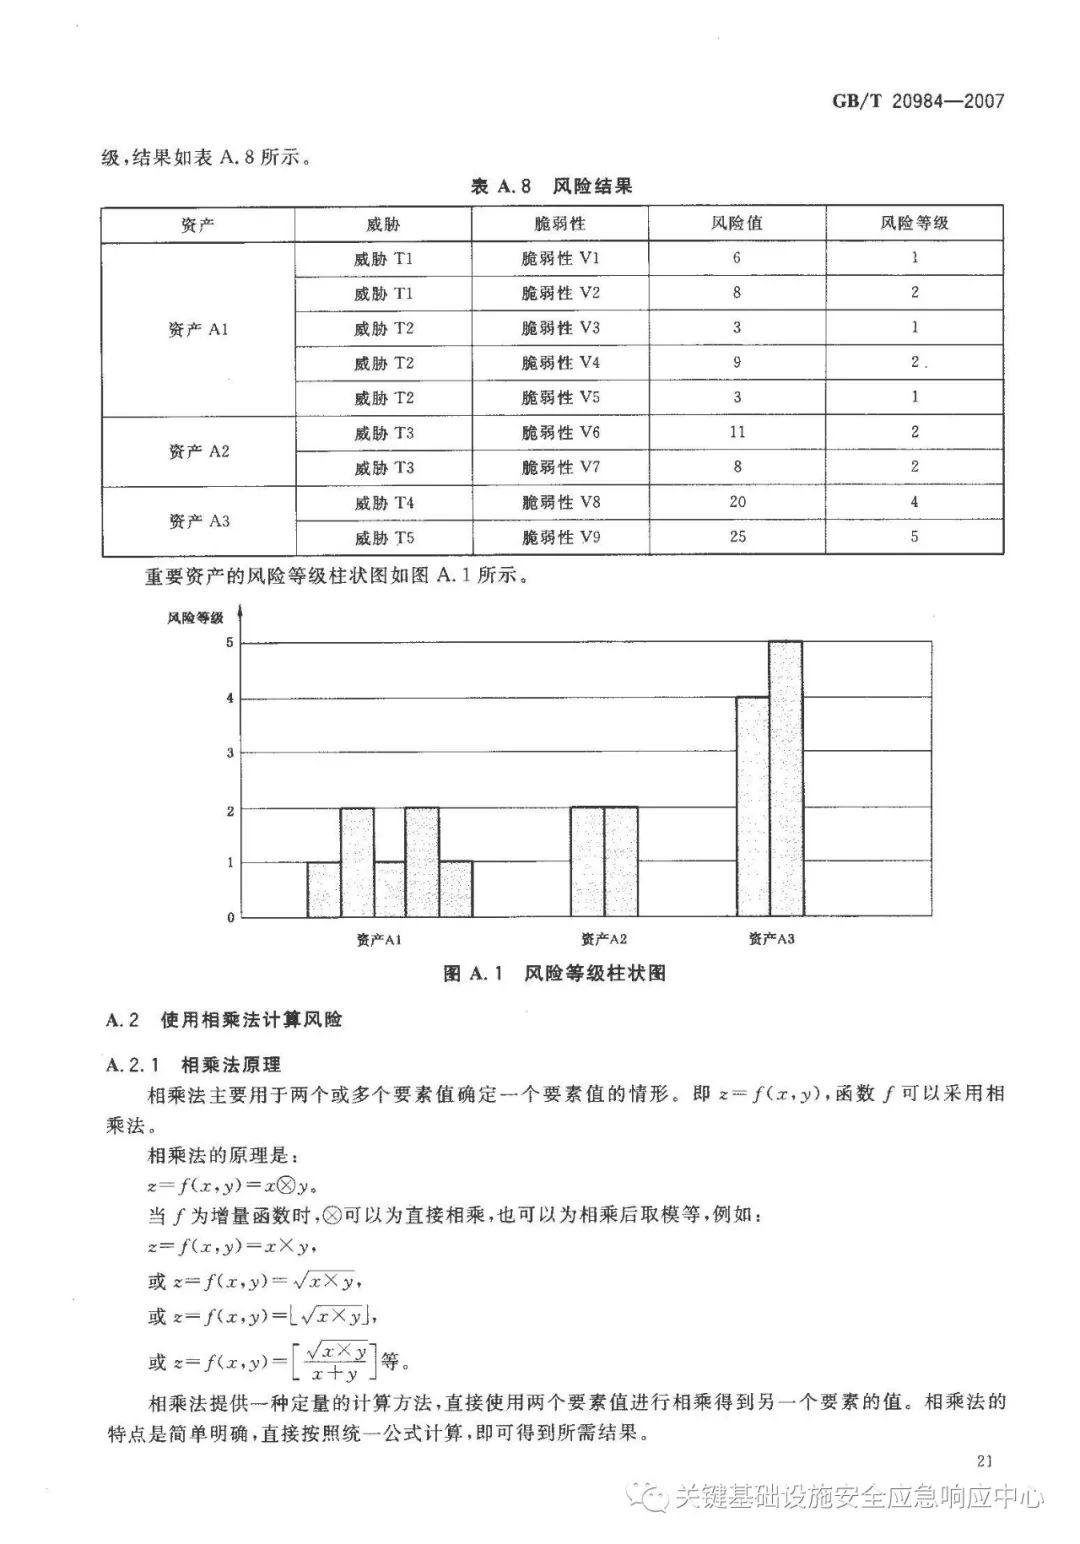 GB/T 20984—2007
级,结果如表 A.8 所示。
表 A.8 风险结果
资产 威胁 脆弱性 风险值 风险等级
资产 A1 威胁 T1 脆弱性 V1 6 1
威胁 T1 脆弱性 V2 8 2
威胁 T2 脆弱性 V3 3 1
威胁 T2 脆弱性 V4 9 2
威胁 T2 脆弱性 V5 3 1
资产 A2 威胁 T3 脆弱性 V6 11 2
威胁 T3 脆弱性 V7 8 2
资产 A3 威胁 T4 脆弱性 V8 20 4
威胁 T5 脆弱性 V9 25 5
重要资产的风险等级柱状图如图 A.1 所示。
风险等级
5
4
3
2
1
0
资产A1 资产A2 资产A3
图 A.1 风险等级柱状图
A.2 使用相乘法计算风险
A.2.1 相乘法原理
相乘法主要用于两个或多个要素值确定一个要素值的情形。即 z=f(x,y),函数 f 可以采用相
乘法。
相乘法的原理是:
z=f(x,y)=x⊗y。
当 f 为增量函数时,⊗可以为直接相乘,也可以为相乘后取模等,例如:
z=f(x,y)=x×y,
或 z=f(x,y)=√(x×y),
或 z=f(x,y)=⌊√(x×y)⌋,
或 z=f(x,y)=[√(x×y)/(x+y)]等。
相乘法提供一种定量的计算方法,直接使用两个要素值进行相乘得到另一个要素的值。相乘法的
特点是简单明确,直接按照统一公式计算,即可得到所需结果。
21
关键基础设施安全应急响应中心